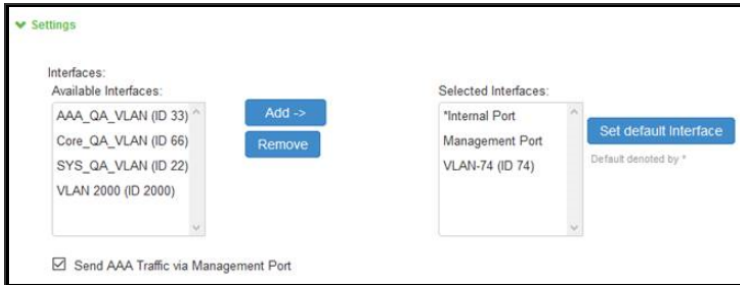 Settings
Interfaces:
Available Interfaces:
AAA_QA_VLAN (ID 33)
Core_QA_VLAN (ID 66)
SYS_QA_VLAN (ID 22)
VLAN 2000 (ID 2000)
Add ->
Remove
Selected Interfaces:
*Internal Port
Management Port
VLAN-74 (ID 74)
Set default Interface
Default denoted by *
Send AAA Traffic via Management Port